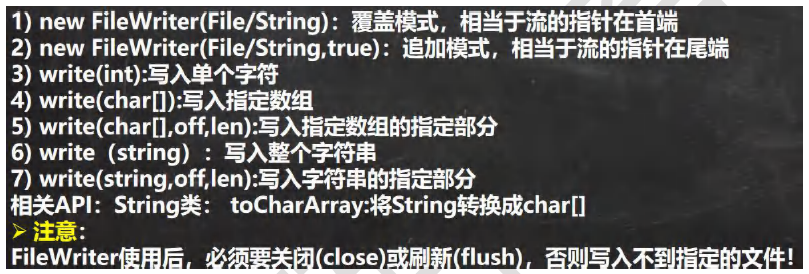 1) new FileWriter(File/String)：覆盖模式，相当于流的指针在首端
2) new FileWriter(File/String,true)：追加模式，相当于流的指针在尾端
3) write(int):写入单个字符
4) write(char[]):写入指定数组
5) write(char[],off,len):写入指定数组的指定部分
6) write（string）：写入整个字符串
7) write(string,off,len):写入字符串的指定部分
相关API：String类： toCharArray:将String转换成char[]
➢ 注意：
FileWriter使用后，必须要关闭(close)或刷新(flush)，否则写入不到指定的文件!